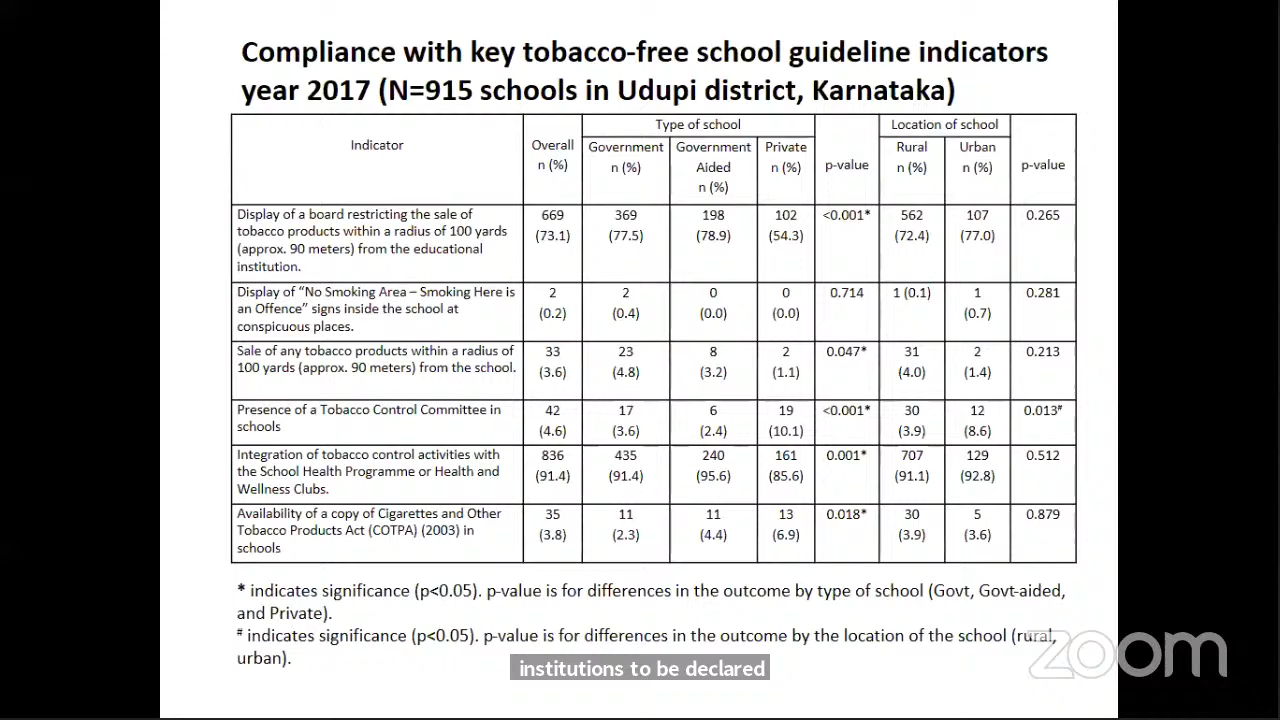 Compliance with key tobacco-free school guideline indicators
year 2017 (N=915 schools in Udupi district, Karnataka)
Indicator Overall n (%) Type of school p-value Location of school p-value
Government n (%) Government Aided n (%) Private n (%) Rural n (%) Urban n (%)
Display of a board restricting the sale of 669 369 198 102 <0.001* 562 107 0.265
tobacco products within a radius of 100 yards (73.1) (77.5) (78.9) (54.3) (72.4) (77.0)
(approx. 90 meters) from the educational
institution.
Display of “No Smoking Area – Smoking Here is 2 2 0 0 0.714 1 (0.1) 1 0.281
an Offence” signs inside the school at (0.2) (0.4) (0.0) (0.0) (0.7)
conspicuous places.
Sale of any tobacco products within a radius of 33 23 8 2 0.047* 31 2 0.213
100 yards (approx. 90 meters) from the school. (3.6) (4.8) (3.2) (1.1) (4.0) (1.4)
Presence of a Tobacco Control Committee in 42 17 6 19 <0.001* 30 12 0.013#
schools (4.6) (3.6) (2.4) (10.1) (3.9) (8.6)
Integration of tobacco control activities with 836 435 240 161 0.001* 707 129 0.512
the School Health Programme or Health and (91.4) (91.4) (95.6) (85.6) (91.1) (92.8)
Wellness Clubs.
Availability of a copy of Cigarettes and Other 35 11 11 13 0.018* 30 5 0.879
Tobacco Products Act (COTPA) (2003) in (3.8) (2.3) (4.4) (6.9) (3.9) (3.6)
schools
* indicates significance (p<0.05). p-value is for differences in the outcome by type of school (Govt, Govt-aided,
and Private).
# indicates significance (p<0.05). p-value is for differences in the outcome by the location of the school (rural,
urban).
institutions to be declared
zoom